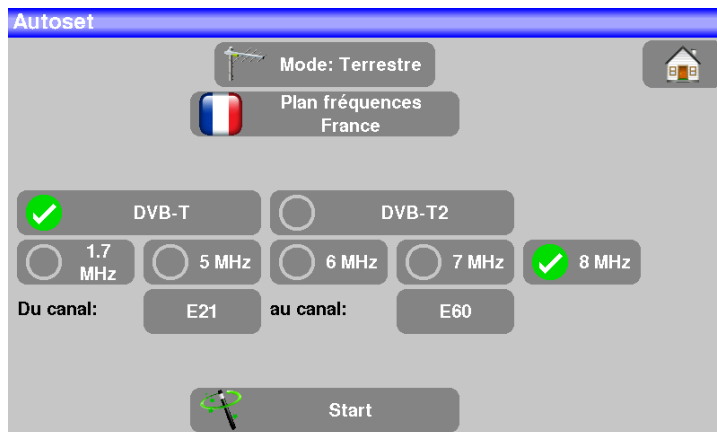 Autoset
Mode: Terrestre
Plan fréquences
France
DVB-T
DVB-T2
1.7
MHz
5 MHz
6 MHz
7 MHz
8 MHz
Du canal:
E21
au canal:
E60
Start